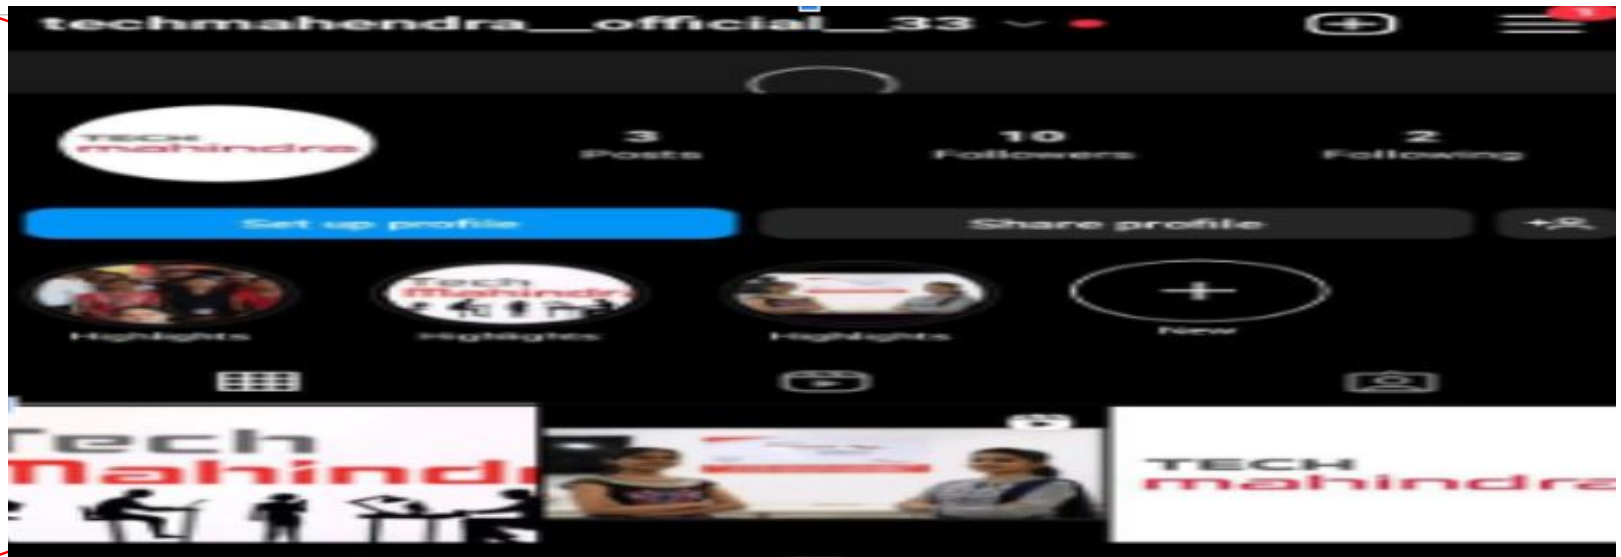 techmahendra__official__33
TECH
mahindra
3
Posts
10
Followers
2
Following
Set up profile
Share profile
Tech
mahindra
Highlights
Highlights
Highlights
New
Tech
Mahind
TECH
mahindra